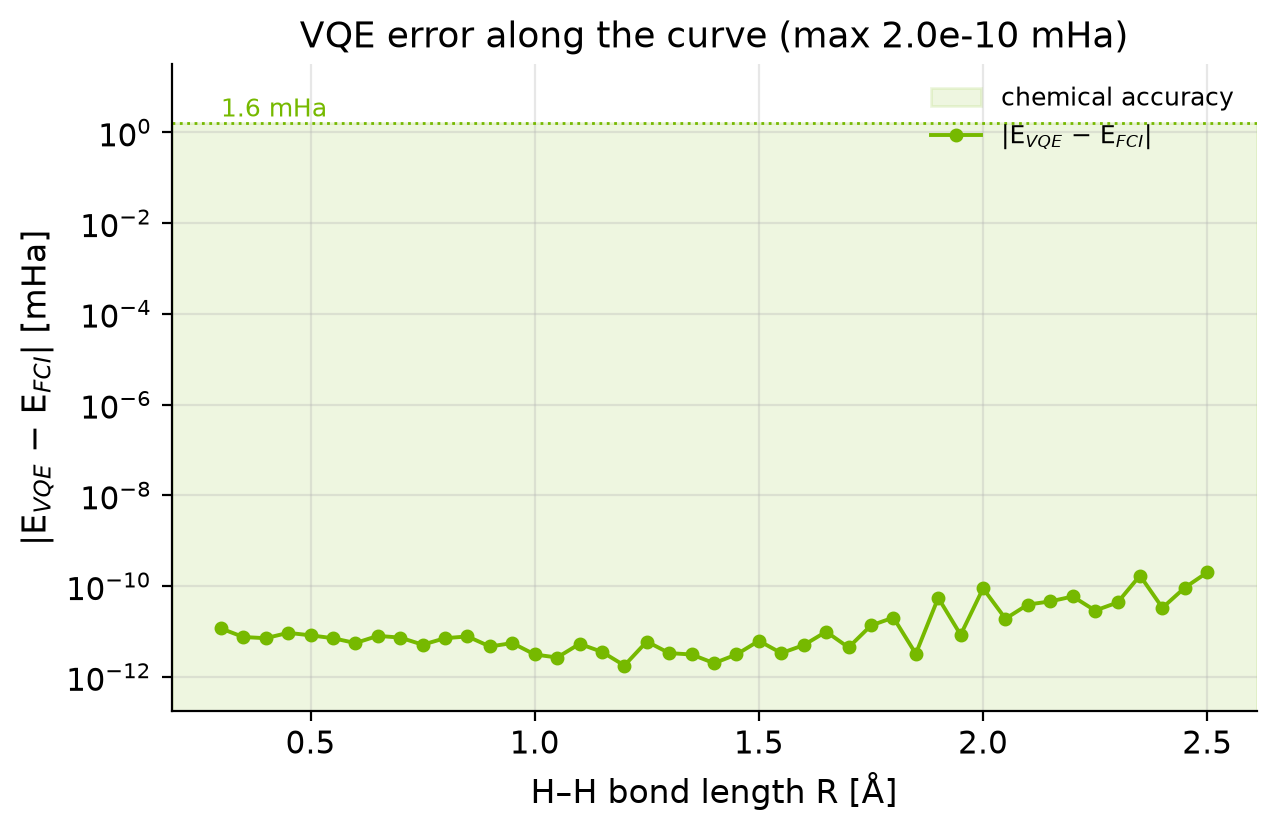 VQE error along the curve (max 2.0e-10 mHa)
1.6 mHa
chemical accuracy
|E_VQE − E_FCI|
|E_VQE − E_FCI| [mHa]
10^0
10^−2
10^−4
10^−6
10^−8
10^−10
10^−12
0.5 1.0 1.5 2.0 2.5
H–H bond length R [Å]